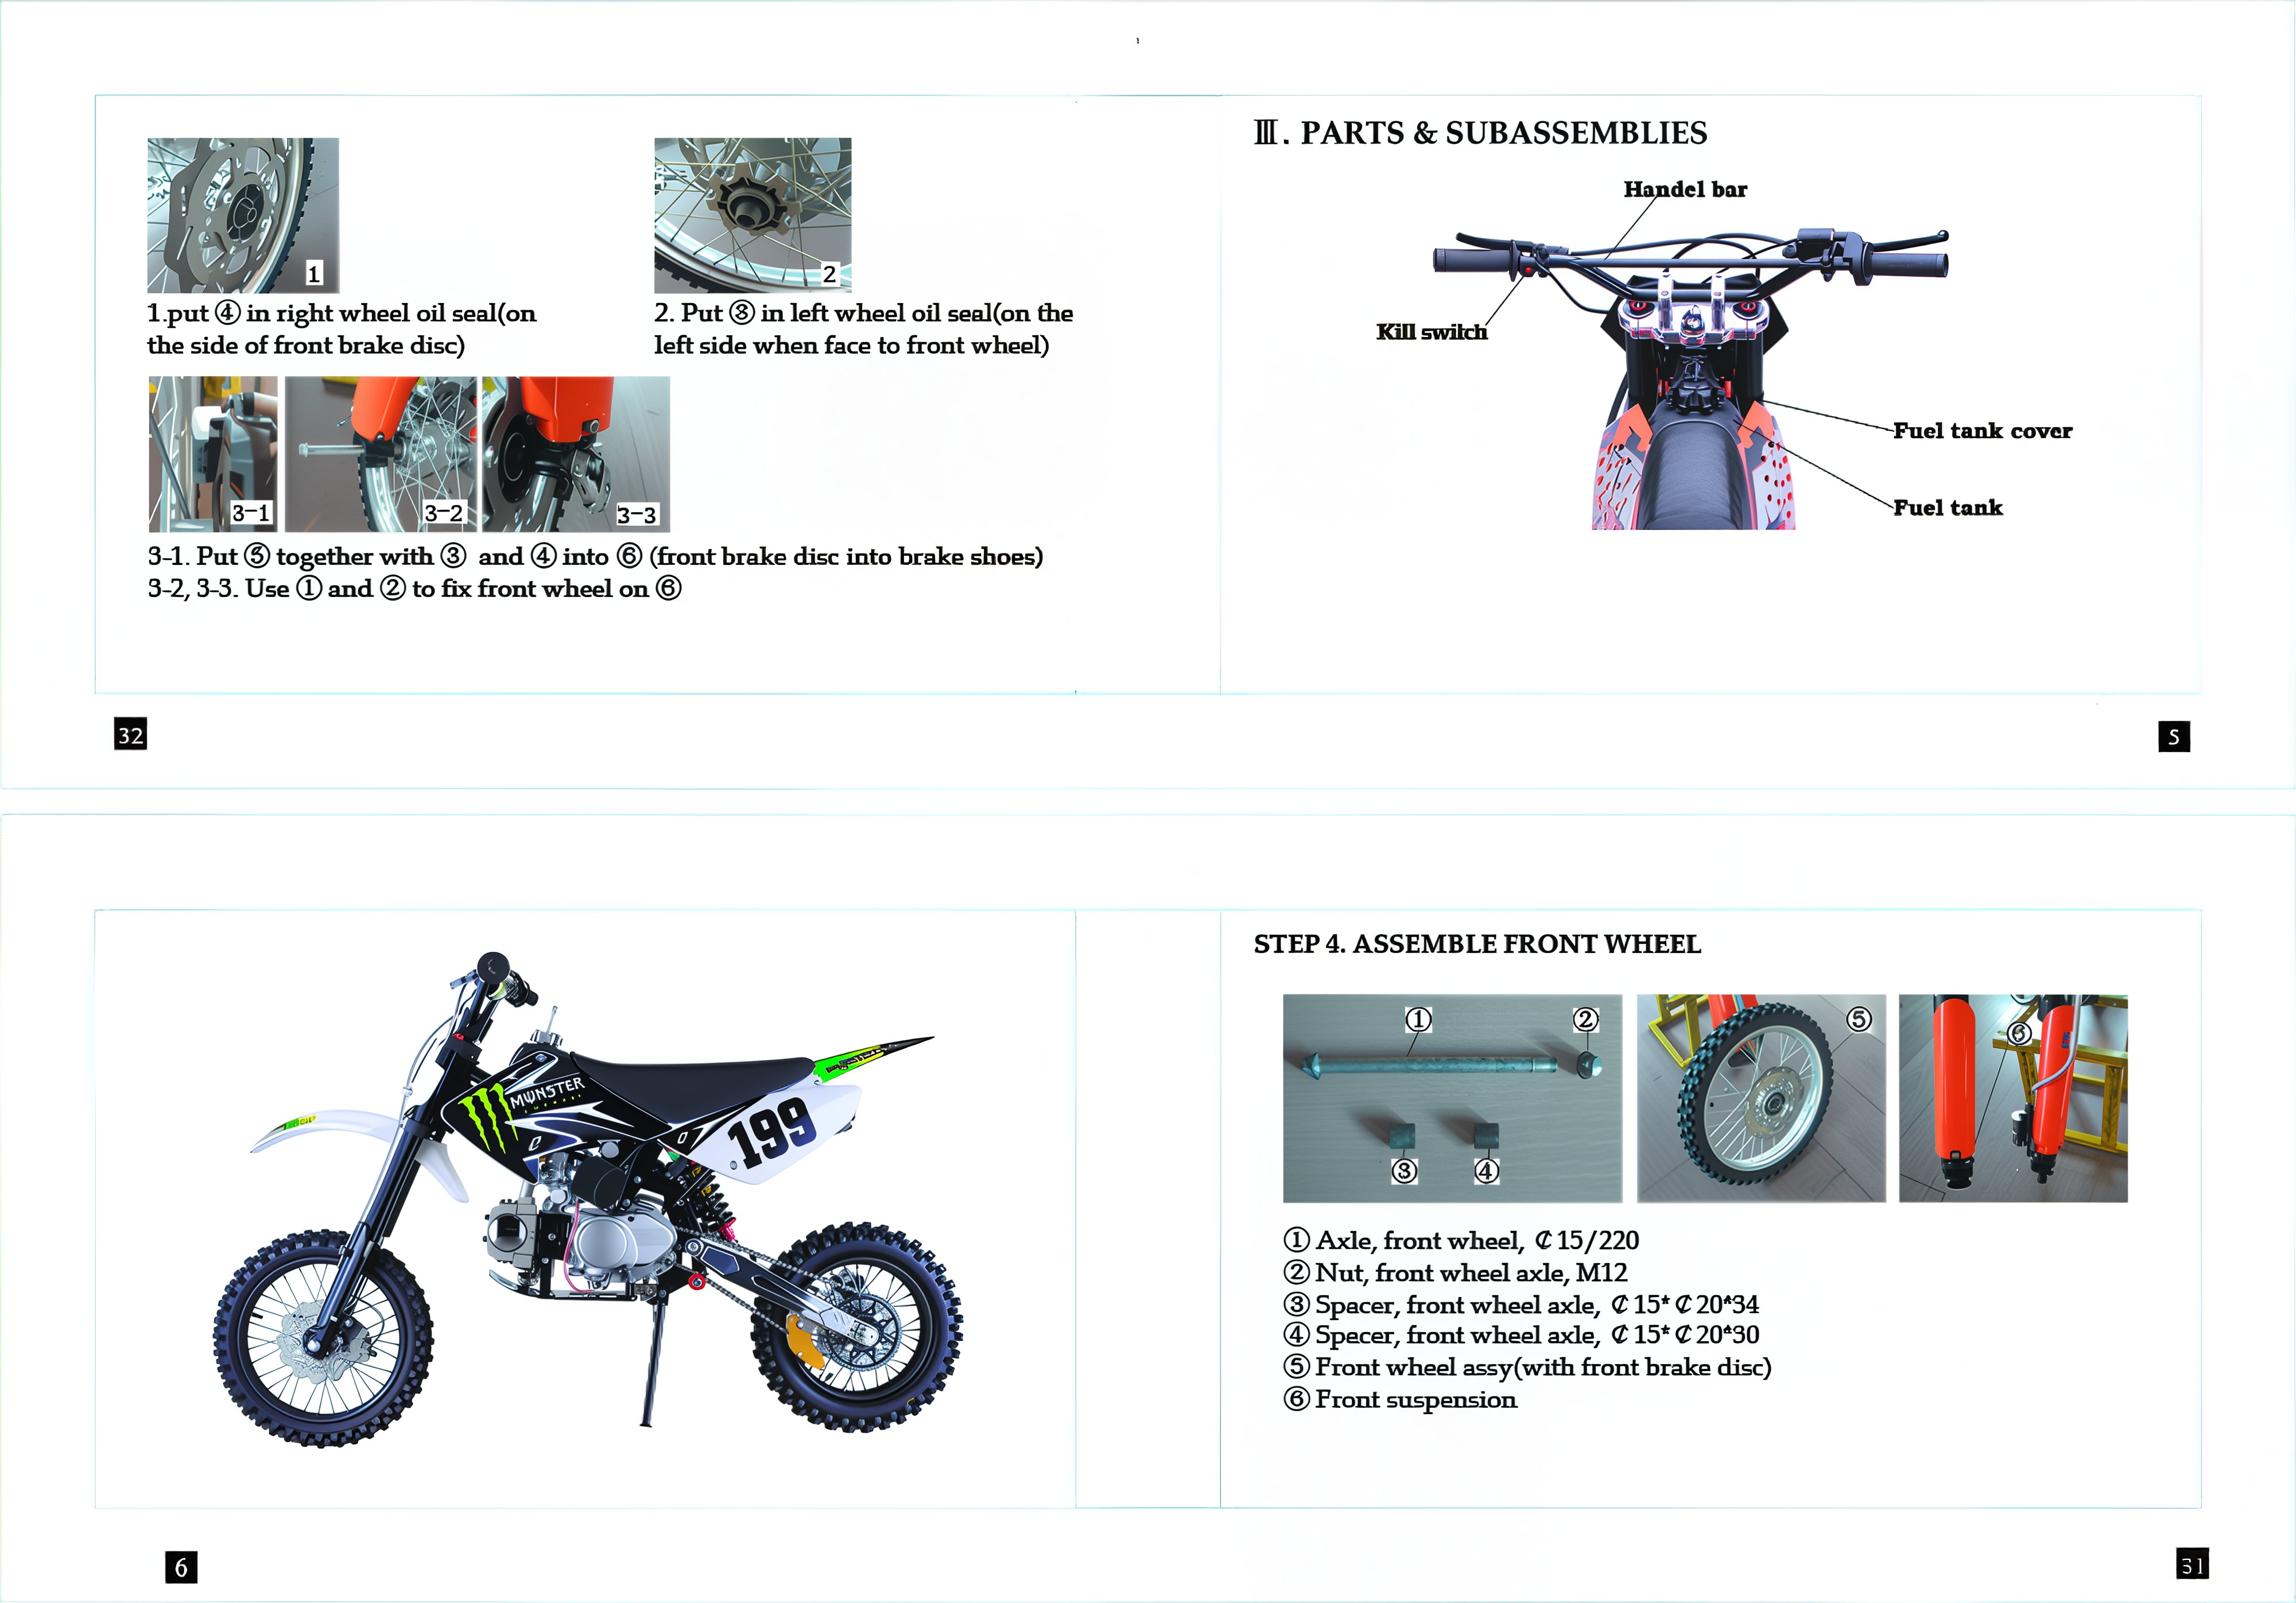 1
2
1.put ④ in right wheel oil seal(on
the side of front brake disc)
2. Put ③ in left wheel oil seal(on the
left side when face to front wheel)
3-1
3-2
3-3
3-1. Put ⑤ together with ③ and ④ into ⑥ (front brake disc into brake shoes)
3-2, 3-3. Use ① and ② to fix front wheel on ⑥
32
Ⅲ. PARTS & SUBASSEMBLIES
Handel bar
Kill switch
Fuel tank cover
Fuel tank
5
MWNSTER
199
6
STEP 4. ASSEMBLE FRONT WHEEL
①
②
③
④
⑤
⑥
① Axle, front wheel, ₡ 15/220
② Nut, front wheel axle, M12
③ Spacer, front wheel axle, ₡ 15* ₡ 20*34
④ Spacer, front wheel axle, ₡ 15* ₡ 20*30
⑤ Front wheel assy(with front brake disc)
⑥ Front suspension
31